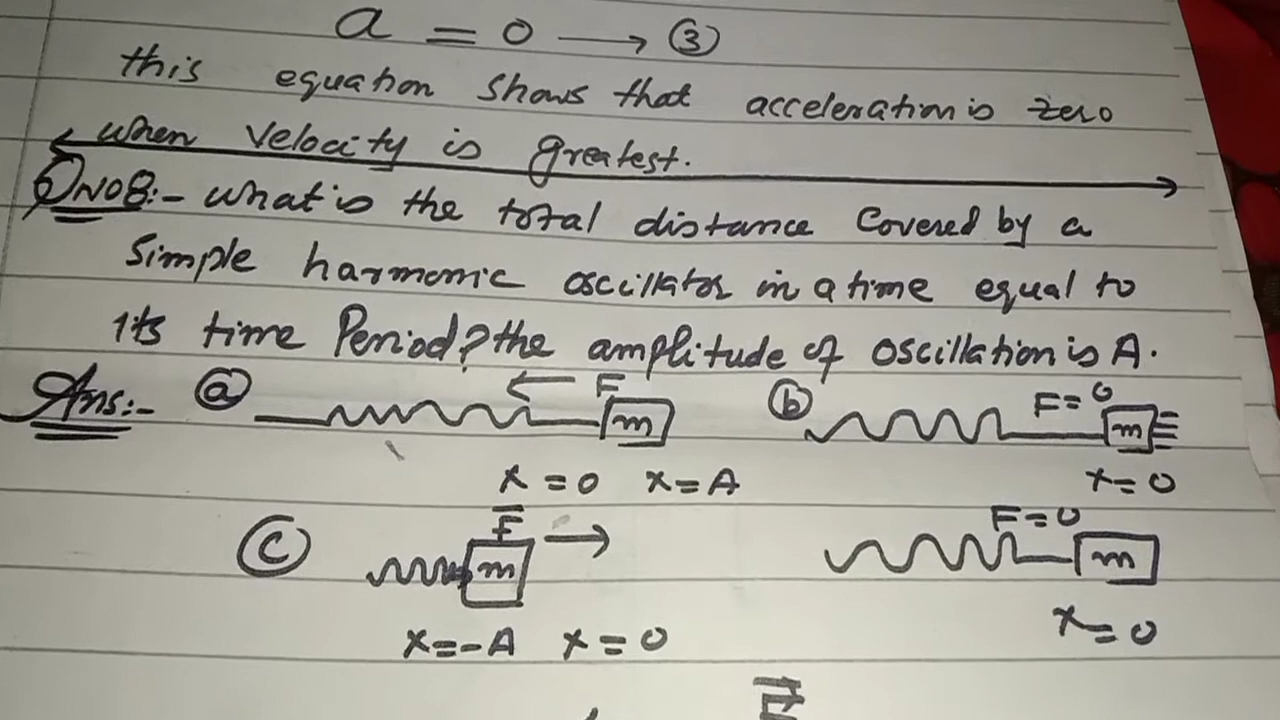 a = 0 → ③
this equation shows that acceleration is zero
when velocity is greatest.
QNO8:- what is the total distance covered by a
simple harmonic oscillator in a time equal to
its time Period? the amplitude of oscillation is A.
Ans:- ⓐ ← F m ⓑ F=0 m
x = 0 x = A x = 0
ⓒ F → m F=0 m
x = -A x = 0 x = 0
F